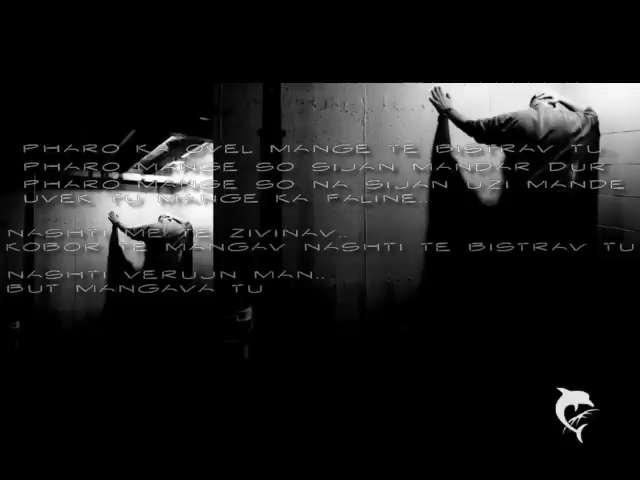 PHARO KA OVEL MANGE TE BISTRAV TU
PHARO MANGE SO SIJAN MANDAR DUR
PHARO MANGE SO NA SIJAN UZI MANDE
UVEK TU MANGE KA FALINE..
NASHTI ME TE ZIVINAV..
KOBOR TE MANGAV NASHTI TE BISTRAV TU
NASHTI VERUJN MAN..
BUT MANGAVA TU